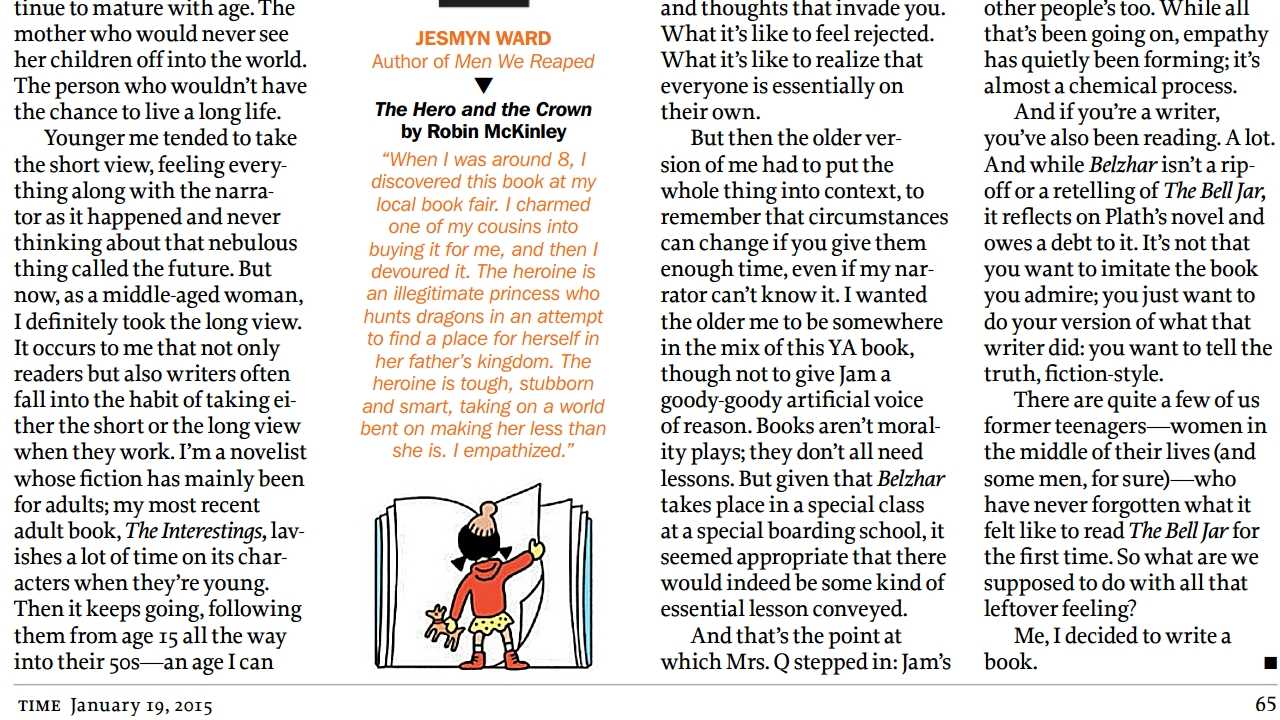 tinue to mature with age. The
mother who would never see
her children off into the world.
The person who wouldn't have
the chance to live a long life.
Younger me tended to take
the short view, feeling every-
thing along with the narra-
tor as it happened and never
thinking about that nebulous
thing called the future. But
now, as a middle-aged woman,
I definitely took the long view.
It occurs to me that not only
readers but also writers often
fall into the habit of taking ei-
ther the short or the long view
when they work. I'm a novelist
whose fiction has mainly been
for adults; my most recent
adult book, The Interestings, lav-
ishes a lot of time on its char-
acters when they're young.
Then it keeps going, following
them from age 15 all the way
into their 50s—an age I can
JESMYN WARD
Author of Men We Reaped
The Hero and the Crown
by Robin McKinley
“When I was around 8, I
discovered this book at my
local book fair. I charmed
one of my cousins into
buying it for me, and then I
devoured it. The heroine is
an illegitimate princess who
hunts dragons in an attempt
to find a place for herself in
her father's kingdom. The
heroine is tough, stubborn
and smart, taking on a world
bent on making her less than
she is. I empathized.”
and thoughts that invade you.
What it's like to feel rejected.
What it's like to realize that
everyone is essentially on
their own.
But then the older ver-
sion of me had to put the
whole thing into context, to
remember that circumstances
can change if you give them
enough time, even if my nar-
rator can't know it. I wanted
the older me to be somewhere
in the mix of this YA book,
though not to give Jam a
goody-goody artificial voice
of reason. Books aren't moral-
ity plays; they don't all need
lessons. But given that Belzhar
takes place in a special class
at a special boarding school, it
seemed appropriate that there
would indeed be some kind of
essential lesson conveyed.
And that's the point at
which Mrs. Q stepped in: Jam's
other people's too. While all
that's been going on, empathy
has quietly been forming; it's
almost a chemical process.
And if you're a writer,
you've also been reading. A lot.
And while Belzhar isn't a rip-
off or a retelling of The Bell Jar,
it reflects on Plath's novel and
owes a debt to it. It's not that
you want to imitate the book
you admire; you just want to
do your version of what that
writer did: you want to tell the
truth, fiction-style.
There are quite a few of us
former teenagers—women in
the middle of their lives (and
some men, for sure)—who
have never forgotten what it
felt like to read The Bell Jar for
the first time. So what are we
supposed to do with all that
leftover feeling?
Me, I decided to write a
book.
TIME January 19, 2015
65